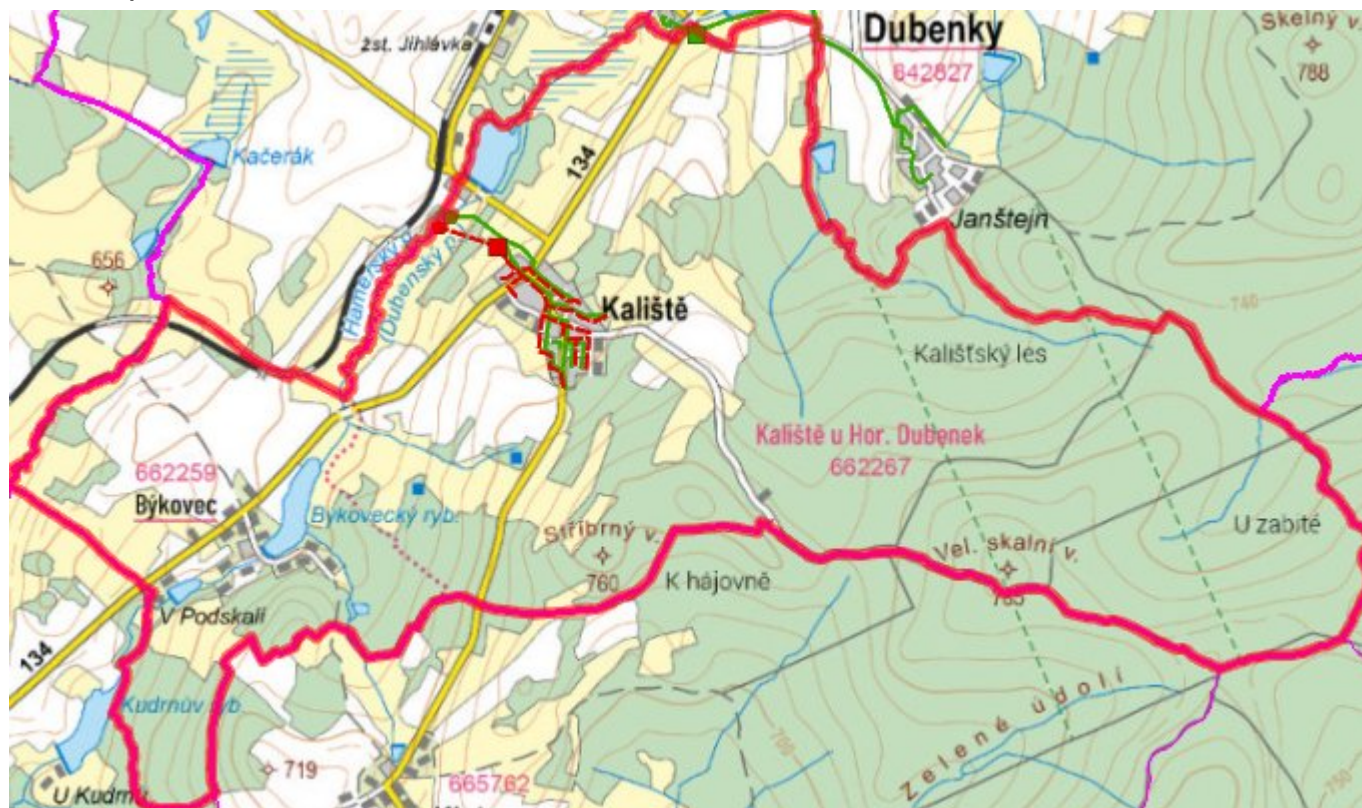 Dubenky
642827
Skelný v.
788
žst. Jihlávka
Kačerák
134
Janštejn
656
Hamerský p.
(Dubenský p.)
Kaliště
740
Kališťský les
Kaliště u Hor. Dubenek
662267
662259
Býkovec
Býkovecký ryb.
Stříbrný v.
760
K hájovně
Vel. skalní v.
U zabité
V Podskalí
134
Kudrnův ryb.
Zelené údolí
719
665762
U Kudrnů
750